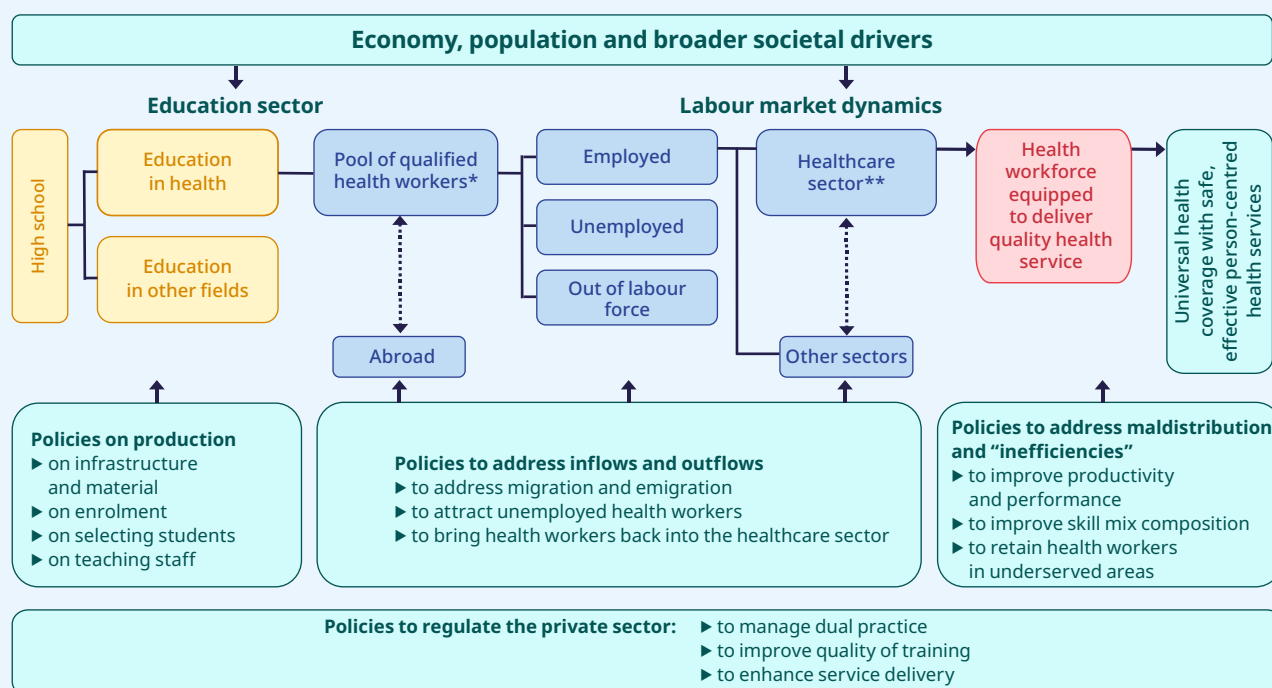 Economy, population and broader societal drivers
Education sector
Labour market dynamics
High school
Education
in health
Education
in other fields
Pool of qualified
health workers*
Abroad
Employed
Unemployed
Out of labour
force
Healthcare
sector**
Other sectors
Health
workforce
equipped
to deliver
quality health
service
Universal health
coverage with safe,
effective person-centred
health services
Policies on production
▶ on infrastructure
and material
▶ on enrolment
▶ on selecting students
▶ on teaching staff
Policies to address inflows and outflows
▶ to address migration and emigration
▶ to attract unemployed health workers
▶ to bring health workers back into the healthcare sector
Policies to address maldistribution
and “inefficiencies”
▶ to improve productivity
and performance
▶ to improve skill mix composition
▶ to retain health workers
in underserved areas
Policies to regulate the private sector:
▶ to manage dual practice
▶ to improve quality of training
▶ to enhance service delivery